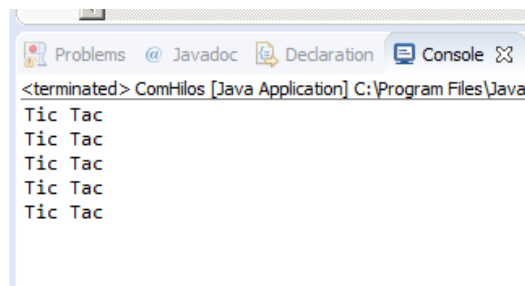 Problems @ Javadoc Declaration Console
<terminated> ComHilos [Java Application] C:\Program Files\Java
Tic Tac
Tic Tac
Tic Tac
Tic Tac
Tic Tac